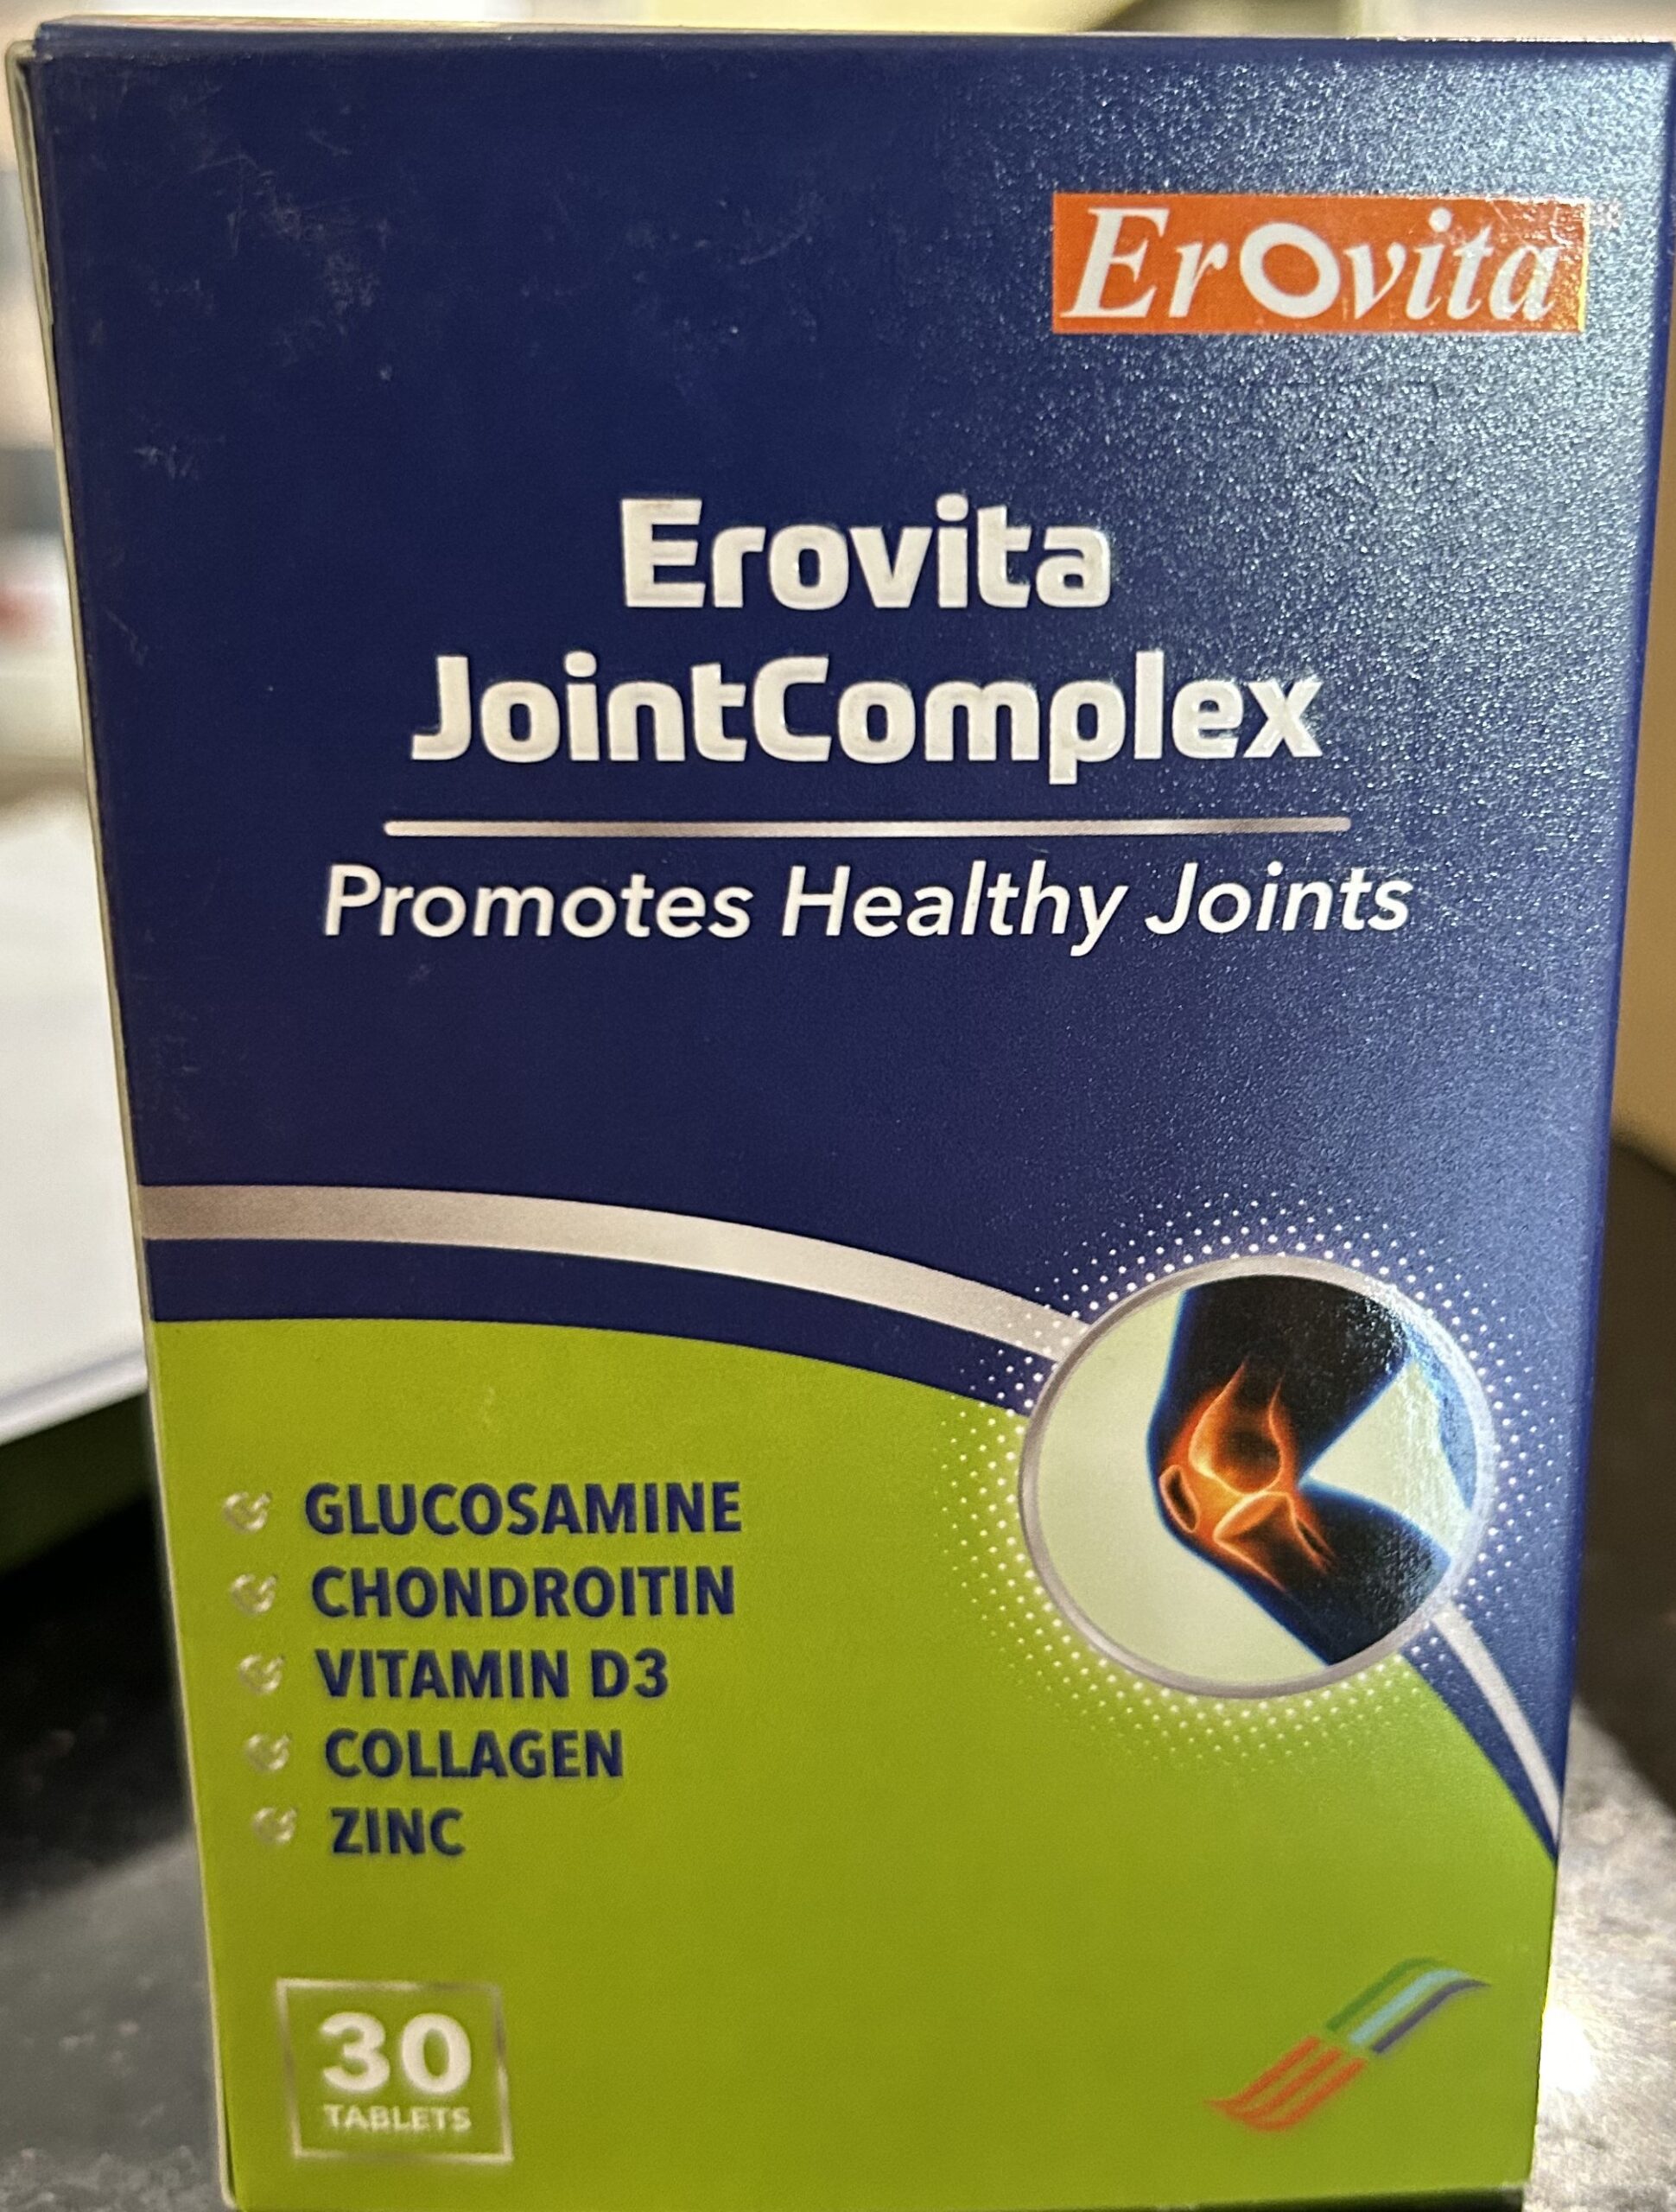 Erovita
Erovita
JointComplex
Promotes Healthy Joints
GLUCOSAMINE
CHONDROITIN
VITAMIN D3
COLLAGEN
ZINC
30
TABLETS